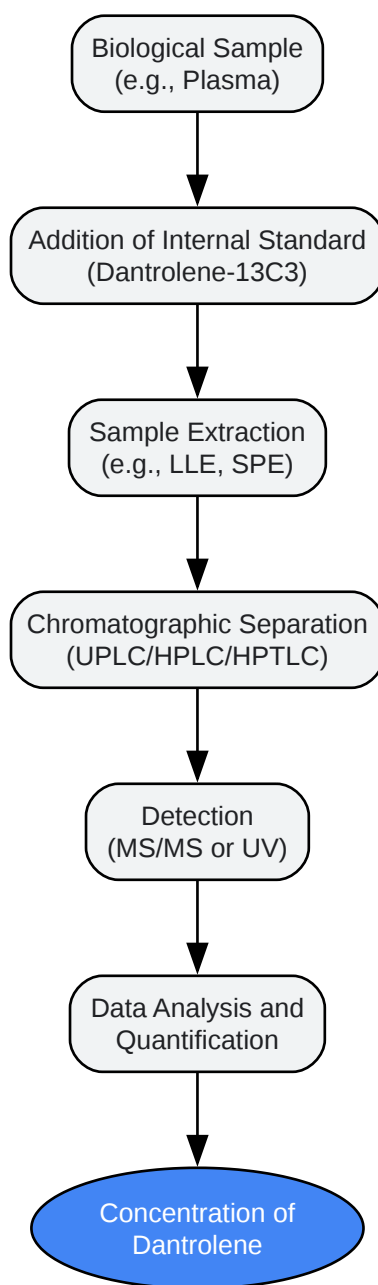 Biological Sample
(e.g., Plasma)
Addition of Internal Standard
(Dantrolene-13C3)
Sample Extraction
(e.g., LLE, SPE)
Chromatographic Separation
(UPLC/HPLC/HPTLC)
Detection
(MS/MS or UV)
Data Analysis and
Quantification
Concentration of
Dantrolene